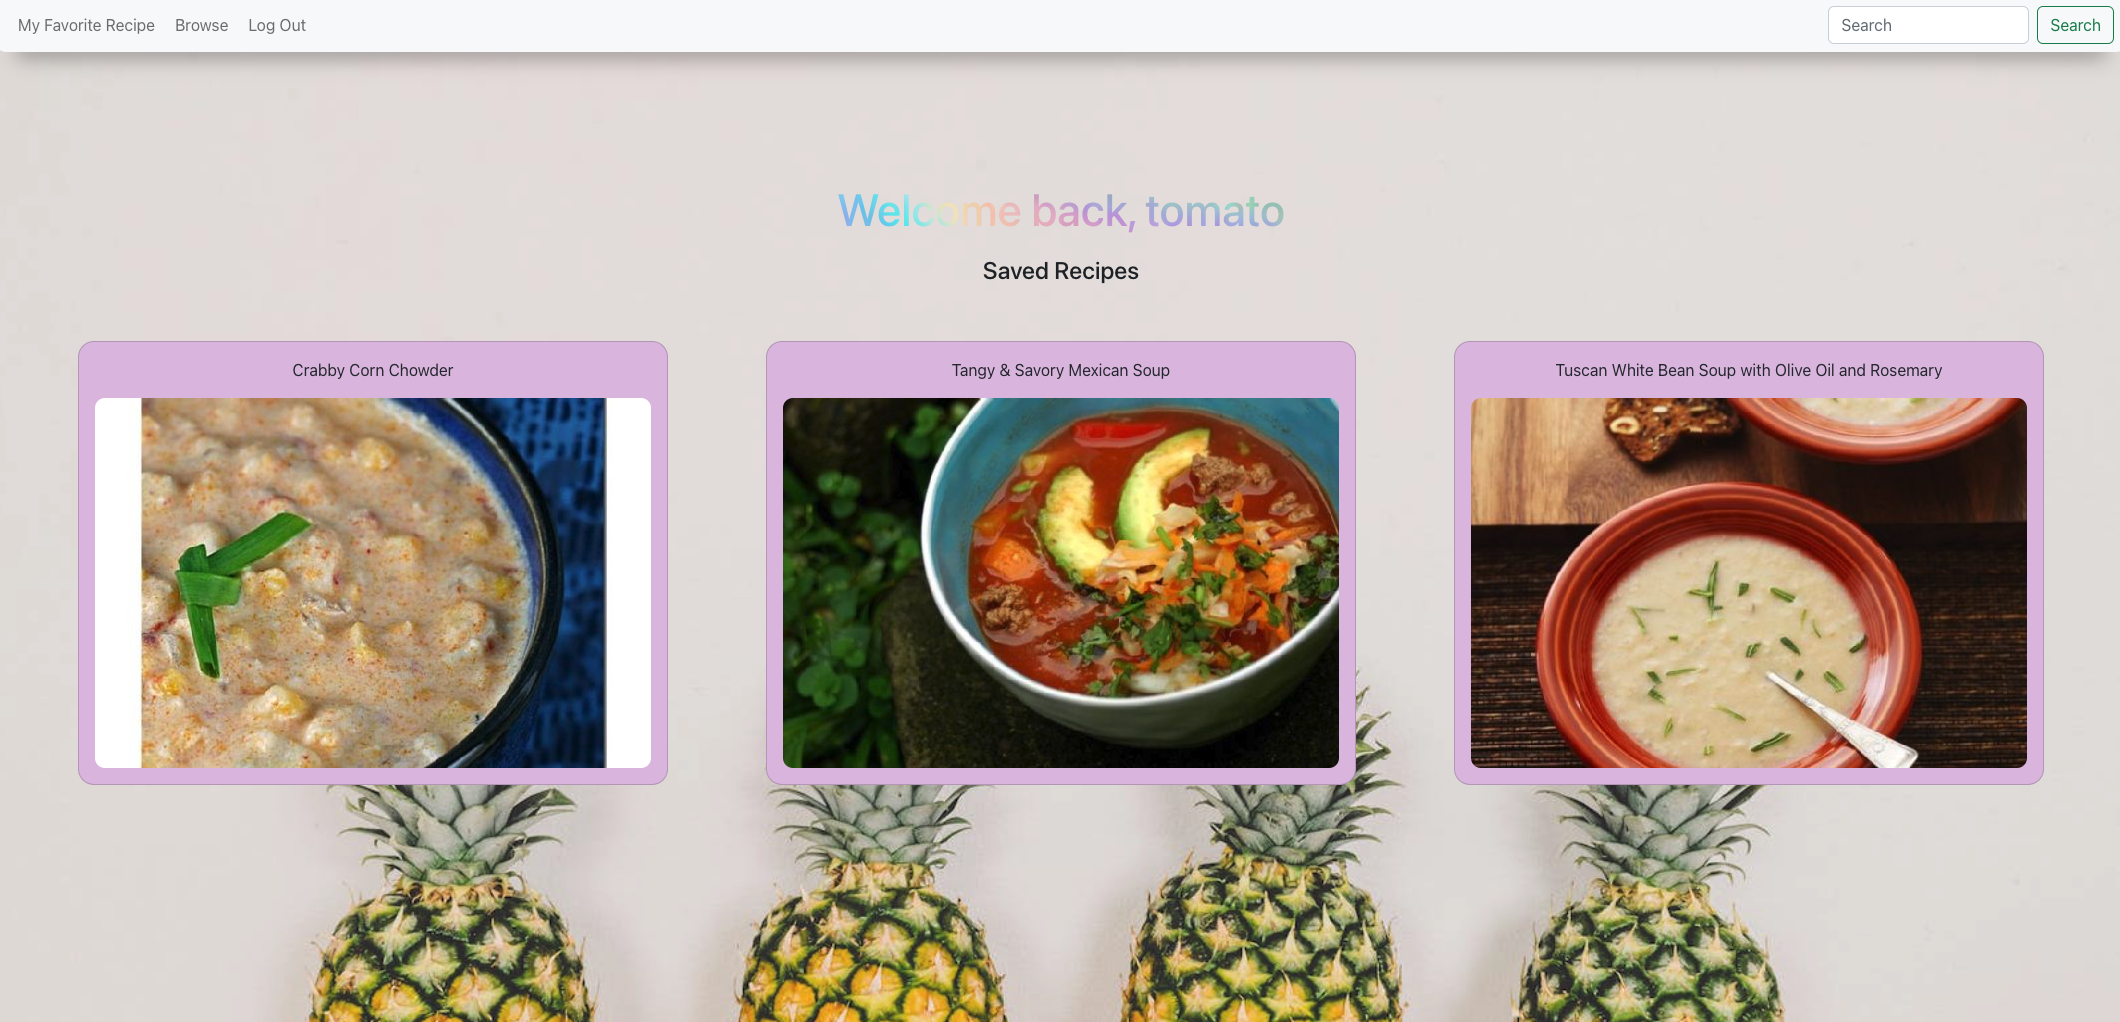 My Favorite Recipe Browse Log Out Search Search
Welcome back, tomato
Saved Recipes
Crabby Corn Chowder
Tangy & Savory Mexican Soup
Tuscan White Bean Soup with Olive Oil and Rosemary